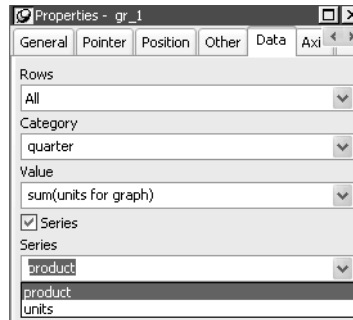 Properties - gr_1
General Pointer Position Other Data Axi
Rows
All
Category
quarter
Value
sum(units for graph)
Series
Series
product
product
units